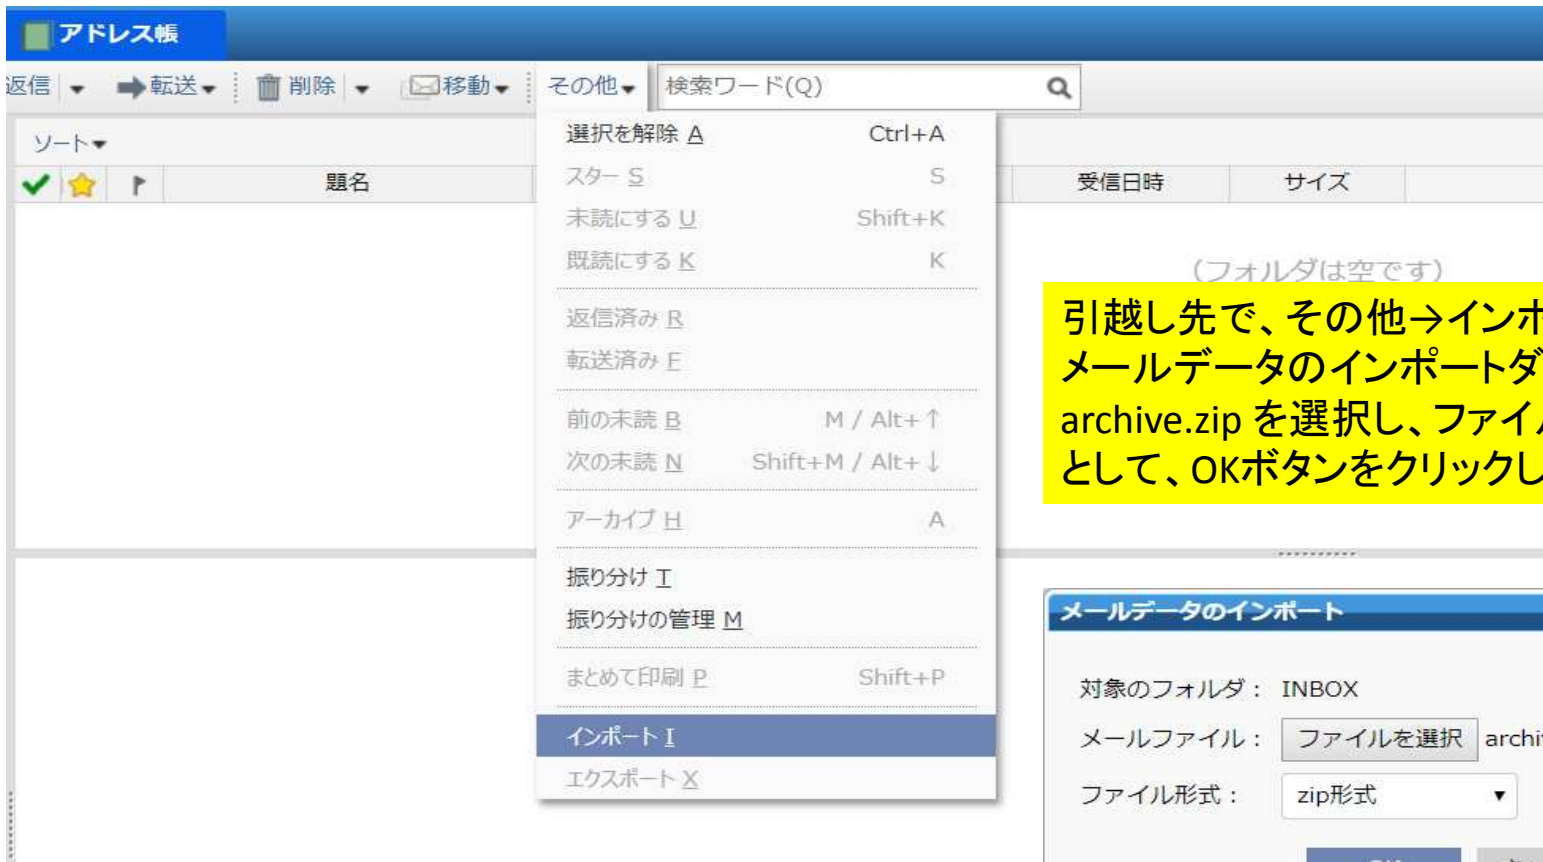 アドレス帳
返信 転送 削除 移動 その他 検索ワード(Q)
ソート
題名 受信日時 サイズ
選択を解除 A Ctrl+A
スター S S
未読にする U Shift+K
既読にする K K
返信済み R
転送済み F
前の未読 B M / Alt+↑
次の未読 N Shift+M / Alt+↓
アーカイブ H A
振り分け T
振り分けの管理 M
まとめて印刷 P Shift+P
インポート I
エクスポート X
(フォルダは空です)
引越し先で、その他→インポ
メールデータのインポートダ
archive.zip を選択し、ファイル
として、OKボタンをクリックし
メールデータのインポート
対象のフォルダ： INBOX
メールファイル： ファイルを選択 archi
ファイル形式： zip形式